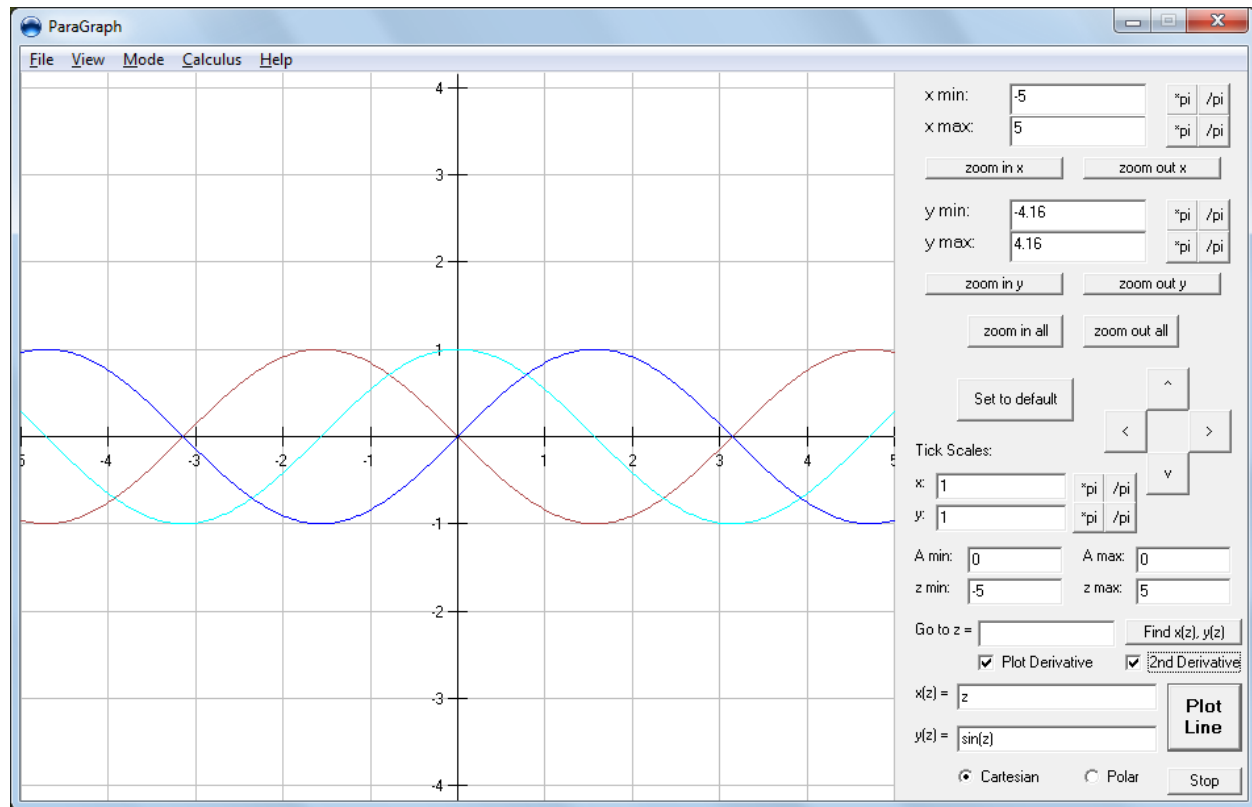 ParaGraph
File View Mode Calculus Help
4
3
2
1
5 -4 -3 -2 -1 1 2 3 4 5
-1
-2
-3
-4
x min: -5 *pi /pi
x max: 5 *pi /pi
zoom in x zoom out x
y min: -4.16 *pi /pi
y max: 4.16 *pi /pi
zoom in y zoom out y
zoom in all zoom out all
Set to default
^
< >
v
Tick Scales:
x: 1 *pi /pi
y: 1 *pi /pi
A min: 0 A max: 0
z min: -5 z max: 5
Go to z = Find x(z), y(z)
Plot Derivative 2nd Derivative
x(z) = z
Plot
Line
y(z) = sin(z)
Cartesian Polar Stop